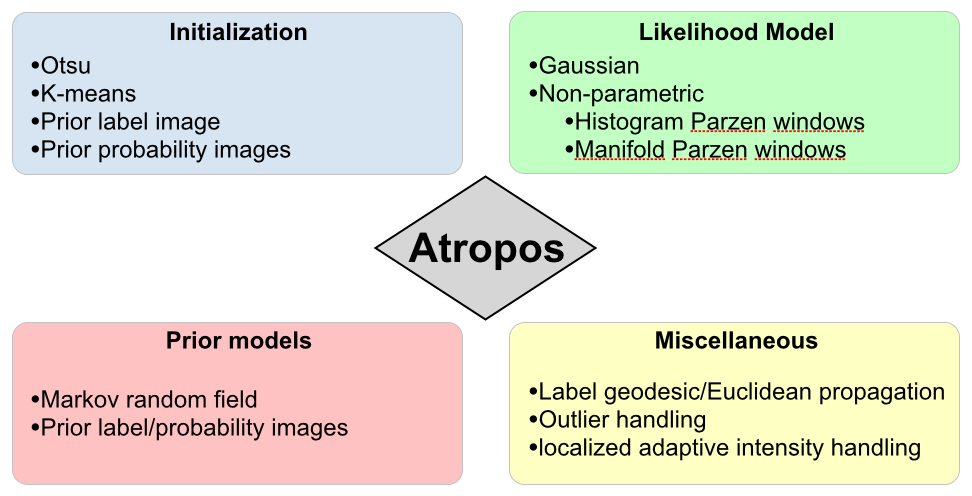 Initialization
•Otsu
•K-means
•Prior label image
•Prior probability images
Likelihood Model
•Gaussian
•Non-parametric
•Histogram Parzen windows
•Manifold Parzen windows
Atropos
Prior models
•Markov random field
•Prior label/probability images
Miscellaneous
•Label geodesic/Euclidean propagation
•Outlier handling
•localized adaptive intensity handling